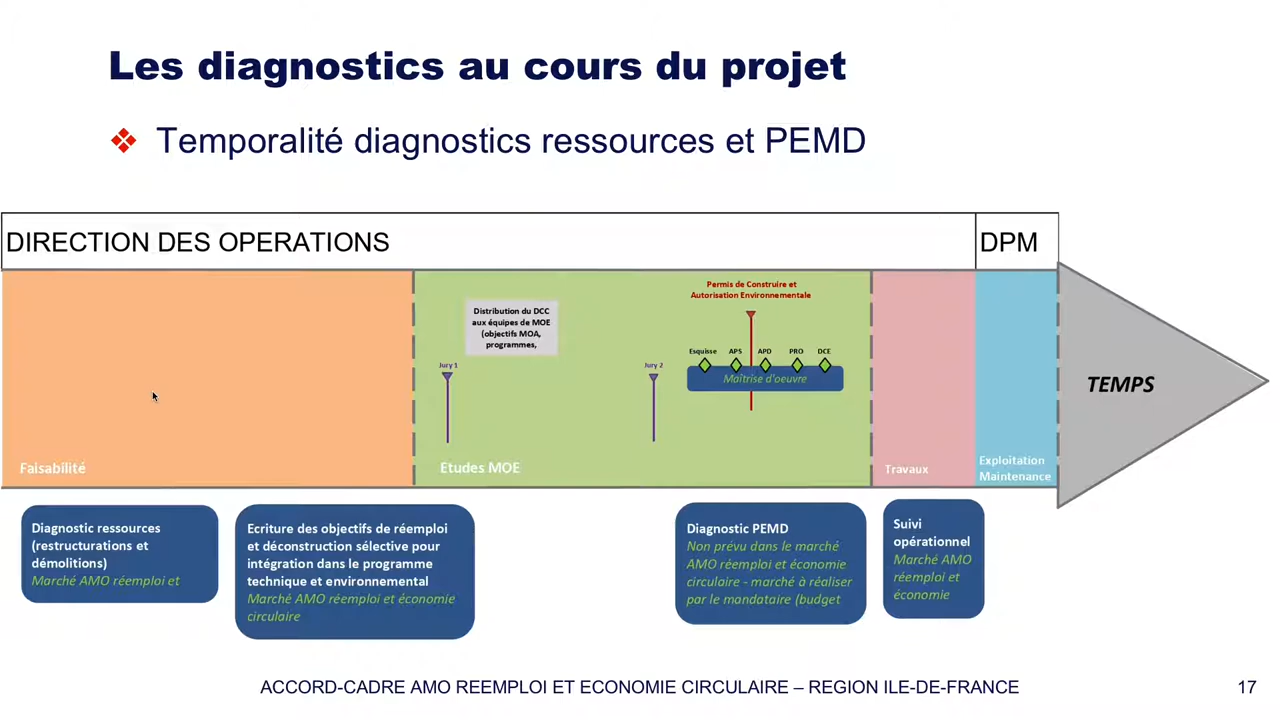 Les diagnostics au cours du projet
Temporalité diagnostics ressources et PEMD
DIRECTION DES OPERATIONS
DPM
Permis de Construire et
Autorisation Environnementale
Distribution du DCC
aux équipes de MOE
(objectifs MOA,
programmes,
Jury 1
Jury 2
Esquisse
APS
APD
PRO
DCE
Maîtrise d'oeuvre
TEMPS
Faisabilité
Etudes MOE
Travaux
Exploitation
Maintenance
Diagnostic ressources
(restructurations et
démolitions)
Marché AMO réemploi et
Ecriture des objectifs de réemploi
et déconstruction sélective pour
intégration dans le programme
technique et environnemental
Marché AMO réemploi et économie
circulaire
Diagnostic PEMD
Non prévu dans le marché
AMO réemploi et économie
circulaire - marché à réaliser
par le mandataire (budget
Suivi
opérationnel
Marché AMO
réemploi et
économie
ACCORD-CADRE AMO REEMPLOI ET ECONOMIE CIRCULAIRE – REGION ILE-DE-FRANCE
17